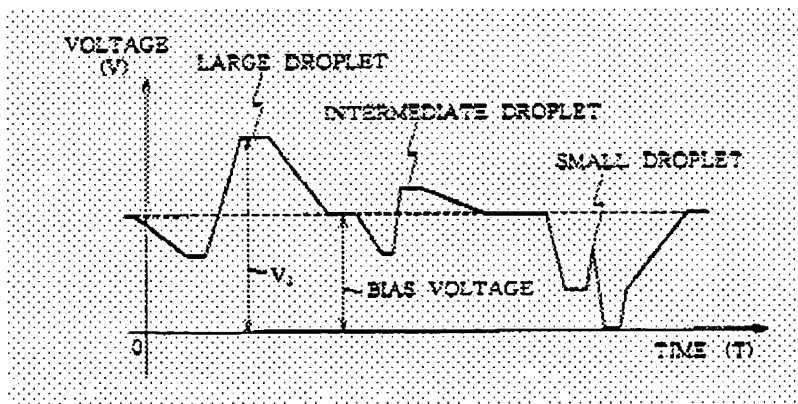 VOLTAGE
(V)
LARGE DROPLET
INTERMEDIATE DROPLET
SMALL DROPLET
BIAS VOLTAGE
0
TIME (T)